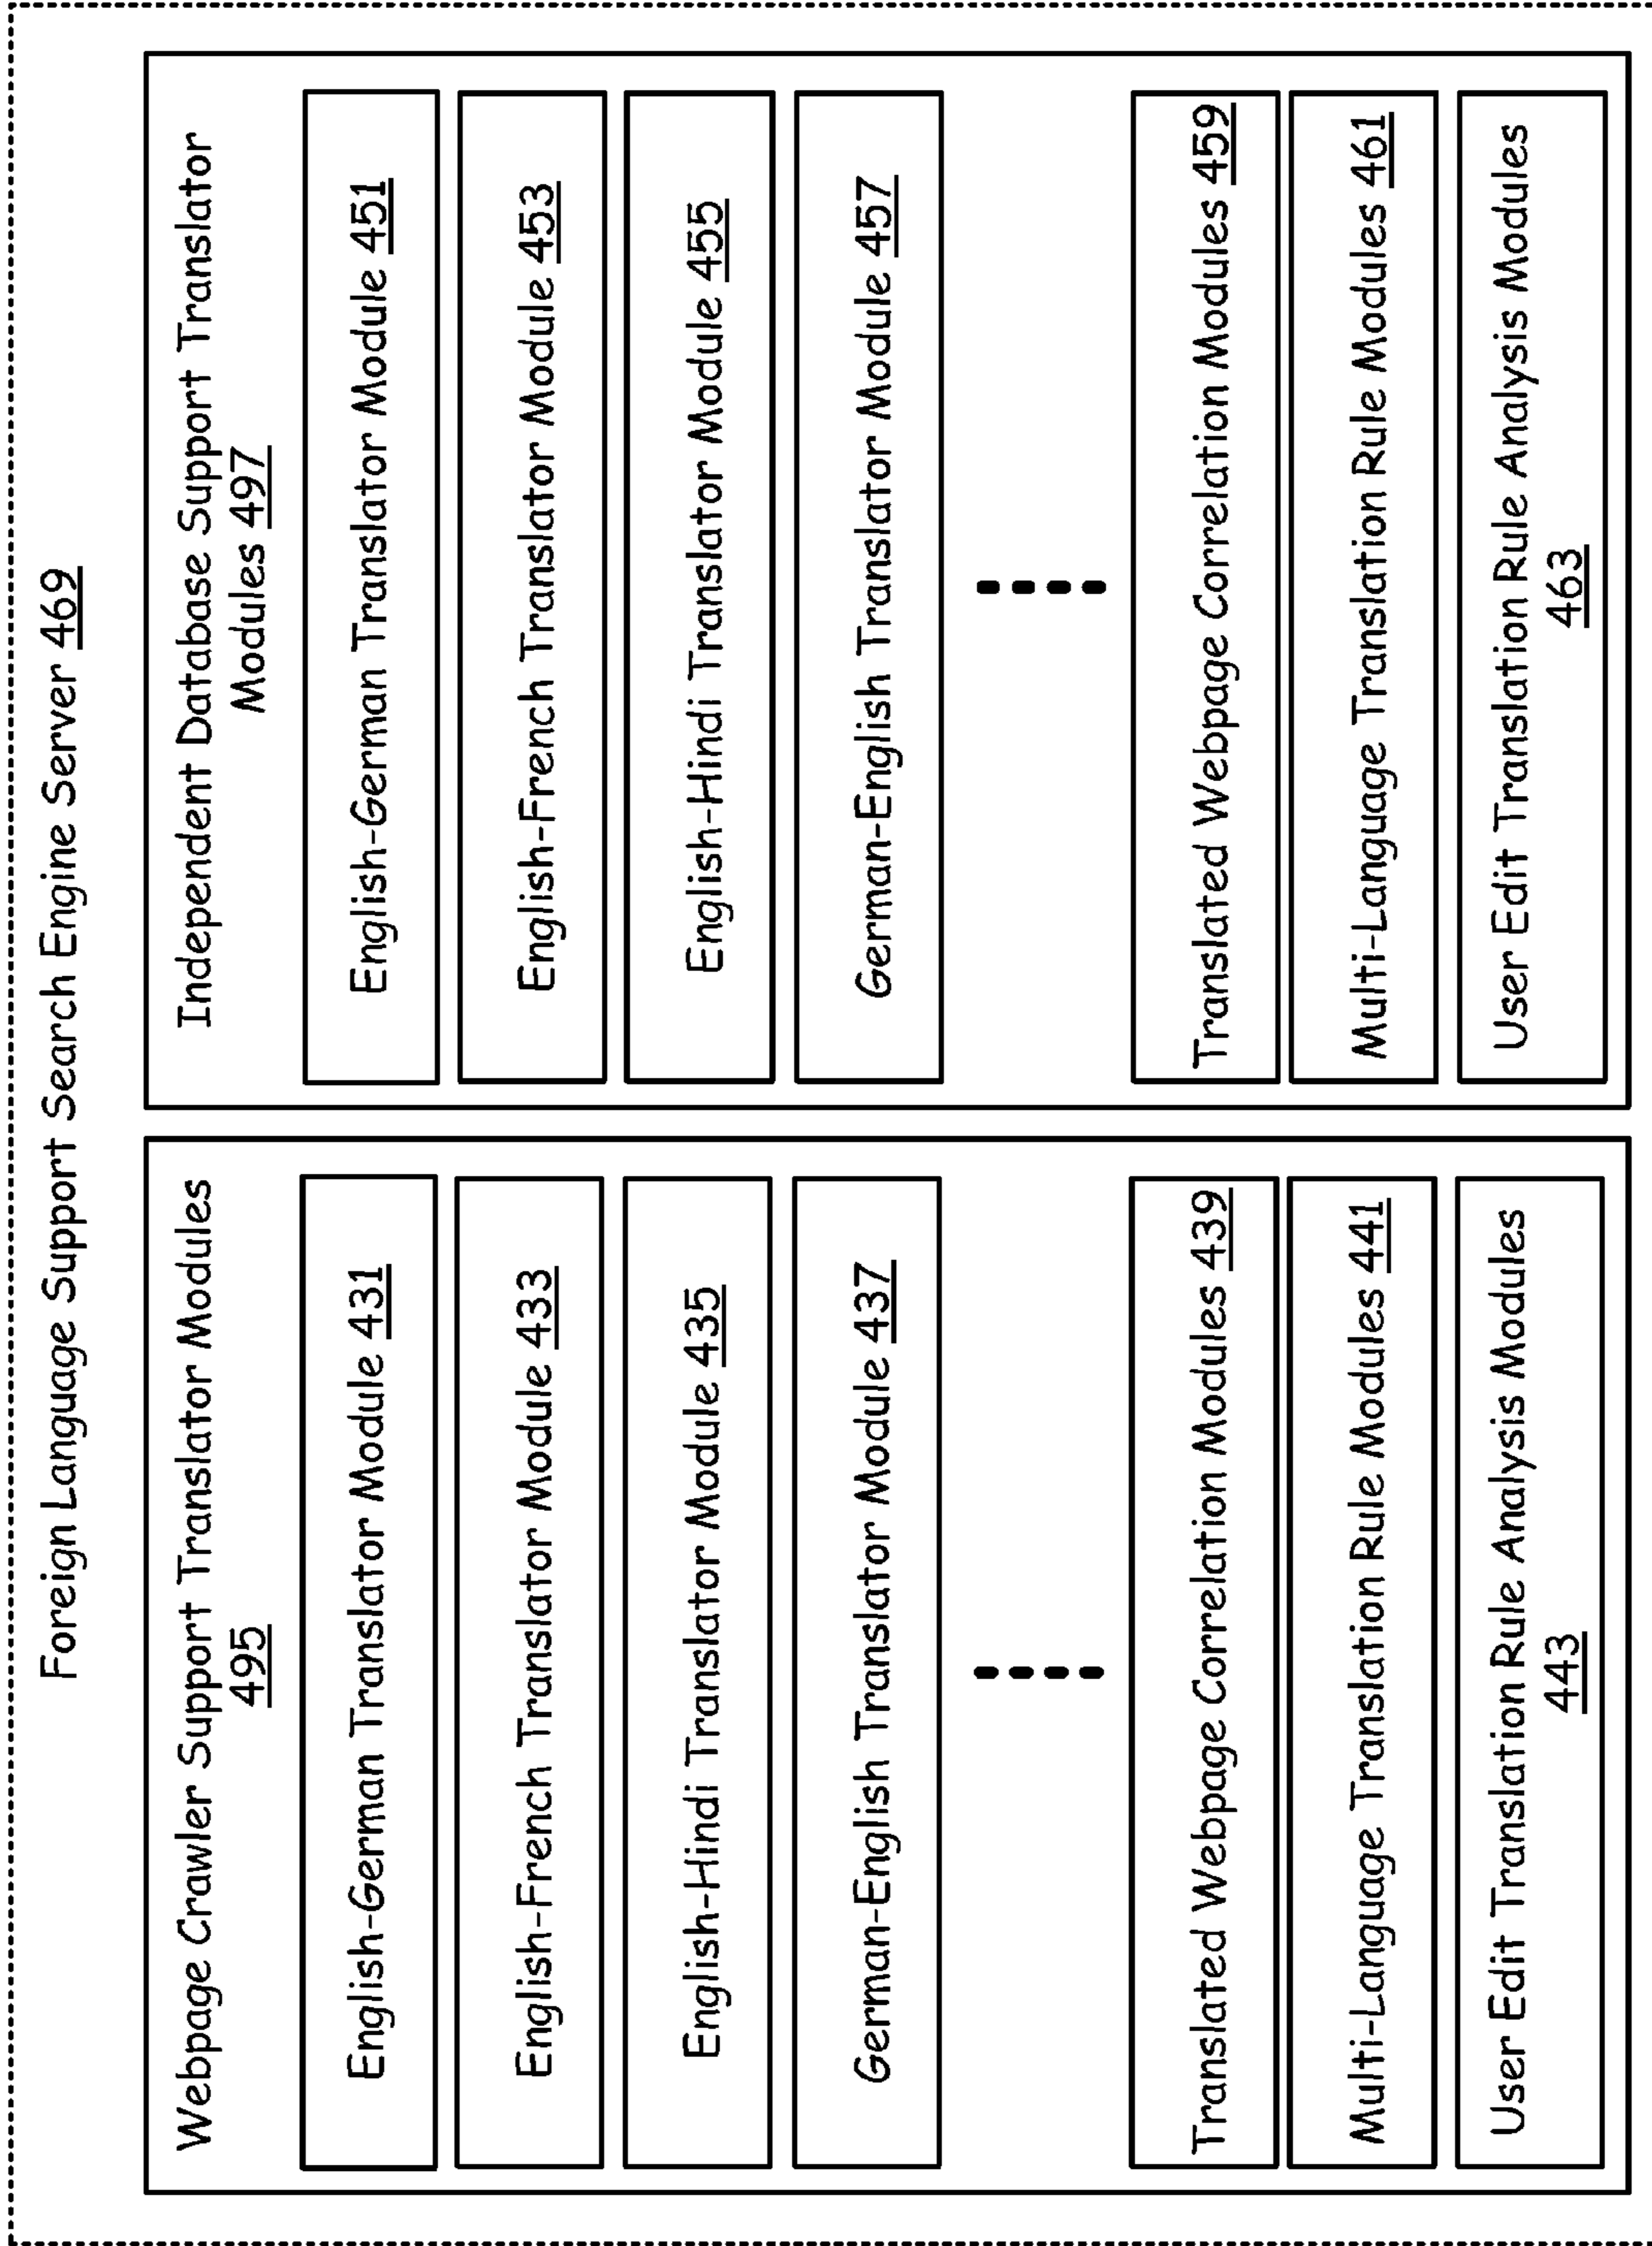 Foreign Language Support Search Engine Server 469
Webpage Crawler Support Translator Modules
495
English-German Translator Module 431
English-French Translator Module 433
English-Hindi Translator Module 435
German-English Translator Module 437
Translated Webpage Correlation Modules 439
Multi-Language Translation Rule Modules 441
User Edit Translation Rule Analysis Modules
443
Independent Database Support Translator
Modules 497
English-German Translator Module 451
English-French Translator Module 453
English-Hindi Translator Module 455
German-English Translator Module 457
Translated Webpage Correlation Modules 459
Multi-Language Translation Rule Modules 461
User Edit Translation Rule Analysis Modules
463